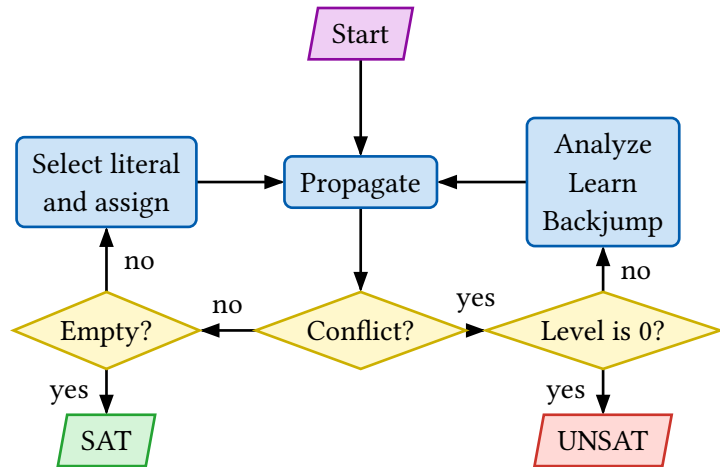 Start
Select literal
and assign
Propagate
Analyze
Learn
Backjump
no
no
Empty?
no
Conflict?
yes
Level is 0?
yes
yes
SAT
UNSAT